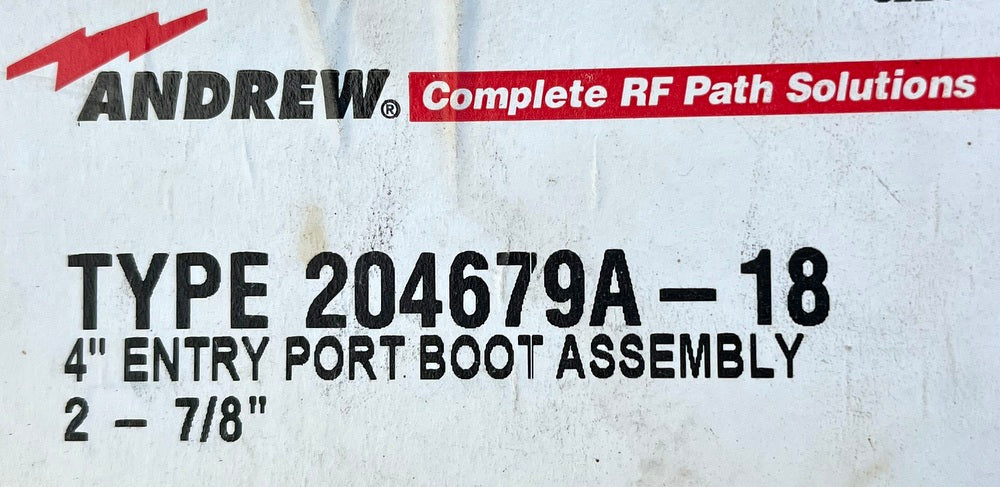 ANDREW® Complete RF Path Solutions
TYPE 204679A – 18
4" ENTRY PORT BOOT ASSEMBLY
2 – 7/8"